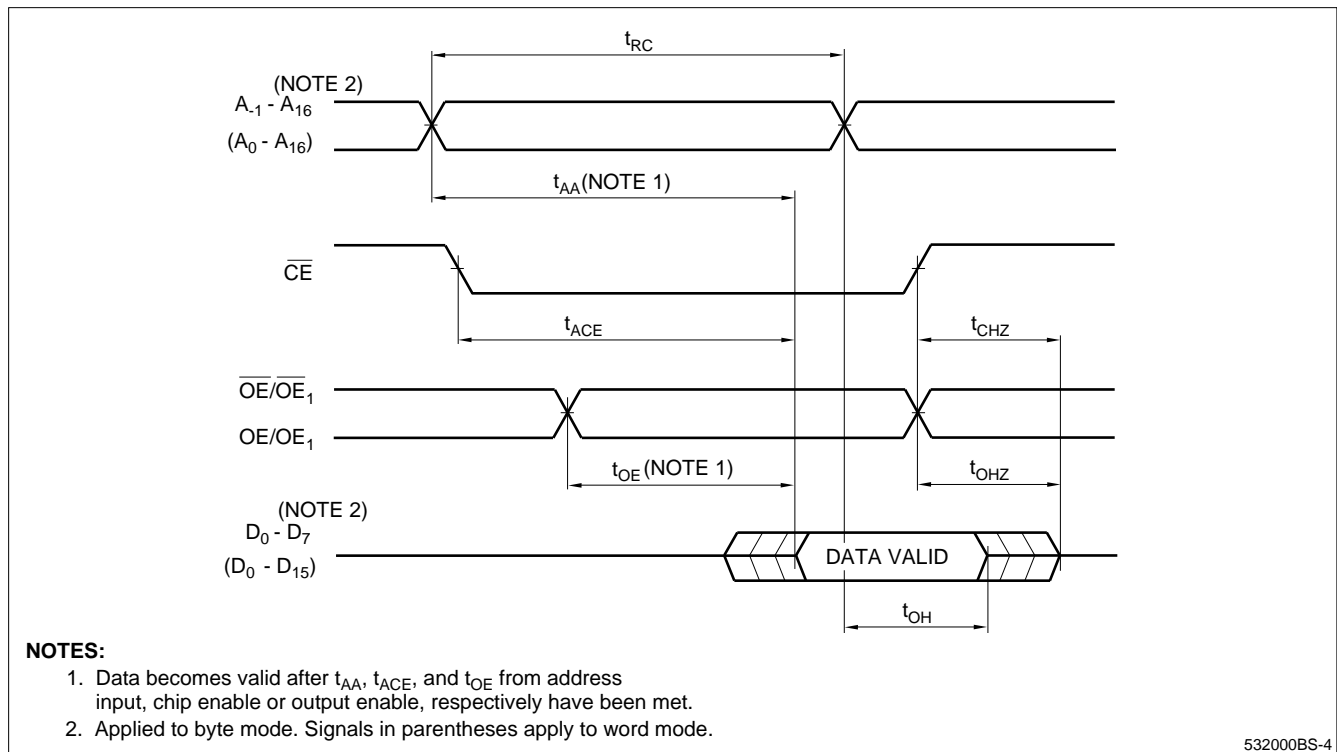 t_RC
(NOTE 2)
A_-1 - A_16
(A_0 - A_16)
t_AA (NOTE 1)
C̅E̅
t_ACE
t_CHZ
O̅E̅/O̅E̅_1
OE/OE_1
t_OE (NOTE 1)
t_OHZ
(NOTE 2)
D_0 - D_7
(D_0 - D_15)
DATA VALID
t_OH
NOTES:
1. Data becomes valid after t_AA, t_ACE, and t_OE from address
input, chip enable or output enable, respectively have been met.
2. Applied to byte mode. Signals in parentheses apply to word mode.
532000BS-4